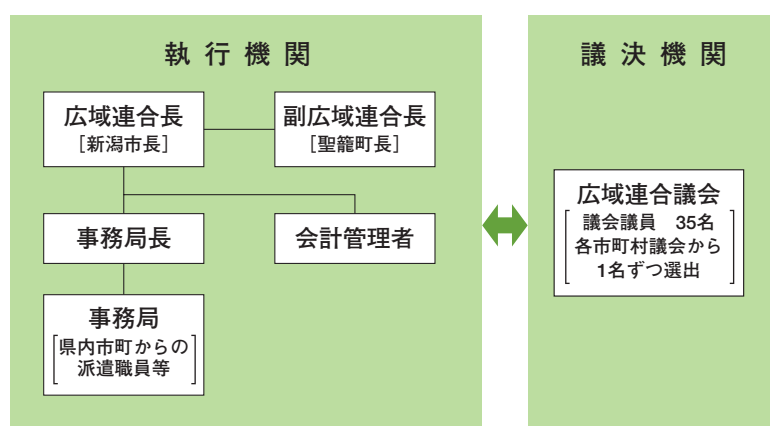 執行機関
広域連合長
[新潟市長]
副広域連合長
[聖籠町長]
事務局長
会計管理者
事務局
[県内市町からの
派遣職員等]
議決機関
広域連合議会
[議会議員 35名
各市町村議会から
1名ずつ選出]